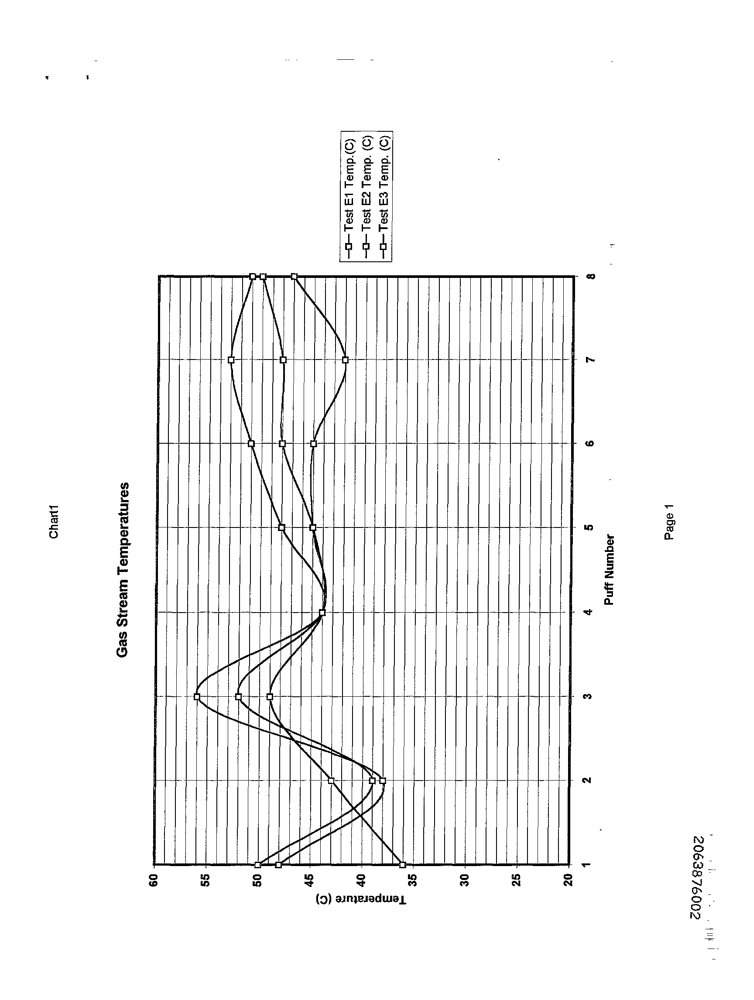 Chart1
Gas Stream Temperatures
Temperature (C)
60
55
50
45
40
35
30
25
20
1
2
3
4
5
6
7
8
Puff Number
Test E1 Temp.(C)
Test E2 Temp. (C)
Test E3 Temp. (C)
Page 1
2063876002